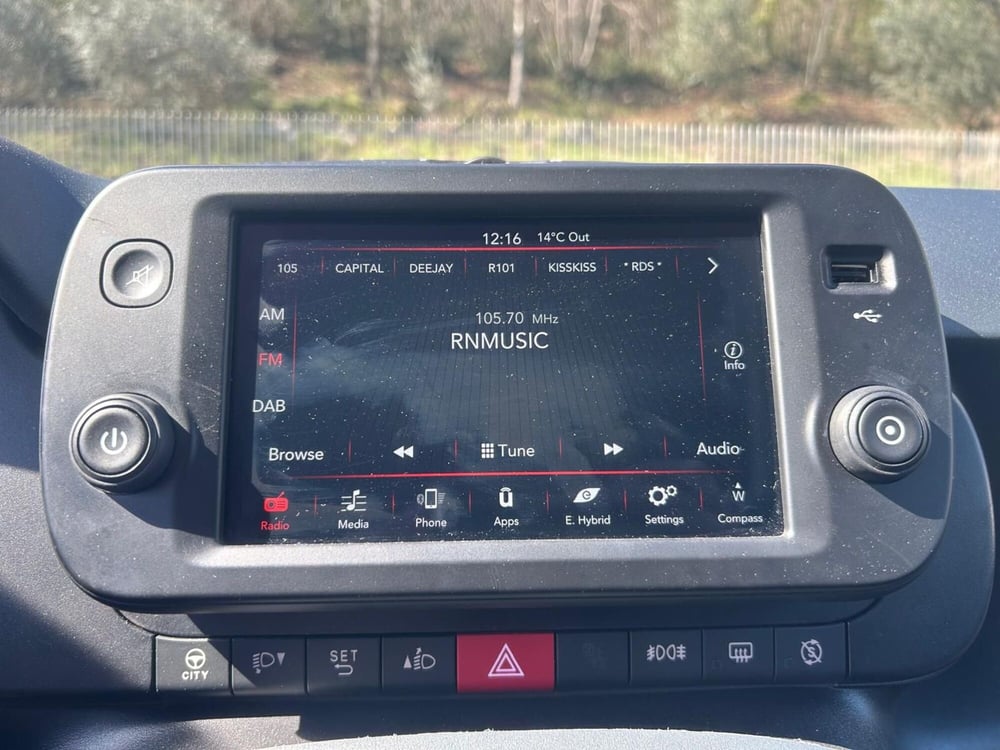 12:16 14°C Out
105 CAPITAL DEEJAY R101 KISSKISS *RDS*
AM
105.70 MHz
RNMUSIC
FM
Info
DAB
Browse Tune Audio
Radio Media Phone Apps E. Hybrid Settings W Compass
CITY SET